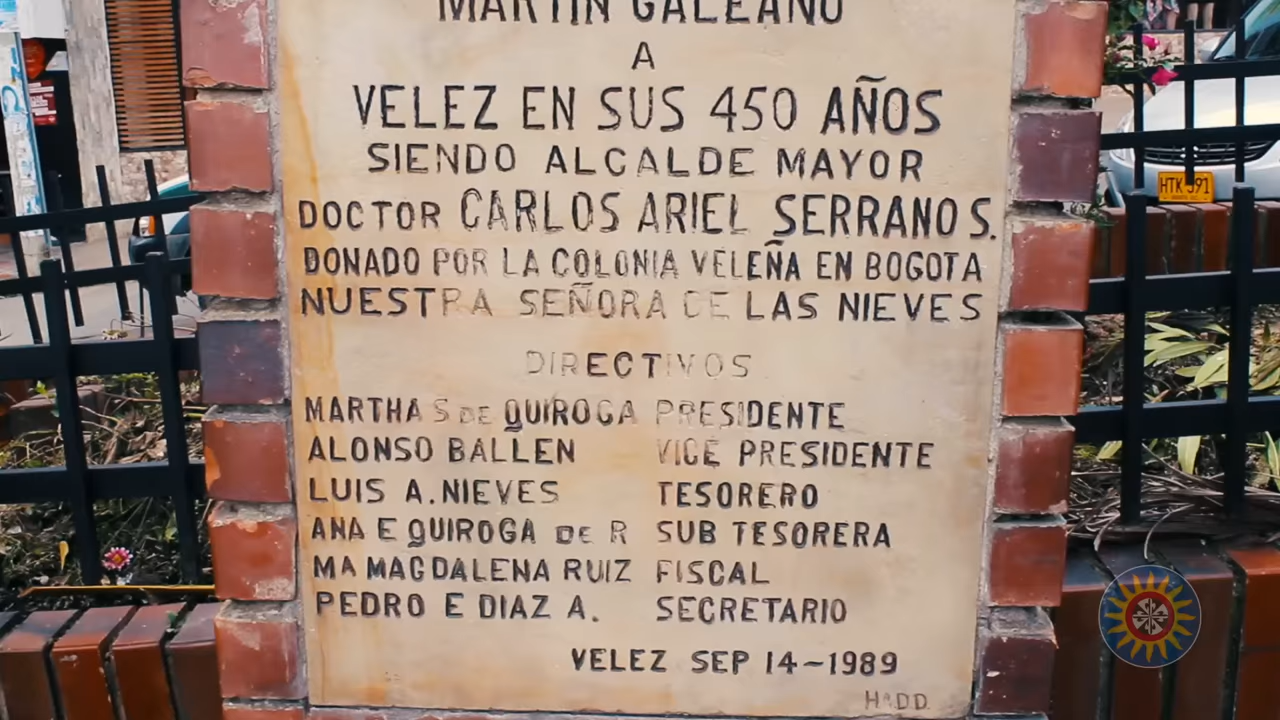 MARTIN GALEANO
A
VELEZ EN SUS 450 AÑOS
SIENDO ALCALDE MAYOR
DOCTOR CARLOS ARIEL SERRANO S.
DONADO POR LA COLONIA VELEÑA EN BOGOTA
NUESTRA SEÑORA DE LAS NIEVES
DIRECTIVOS
MARTHA S DE QUIROGA PRESIDENTE
ALONSO BALLEN VICE PRESIDENTE
LUIS A. NIEVES TESORERO
ANA E QUIROGA DE R SUB TESORERA
MA MAGDALENA RUIZ FISCAL
PEDRO E DIAZ A. SECRETARIO
VELEZ SEP 14-1989
HTK 391